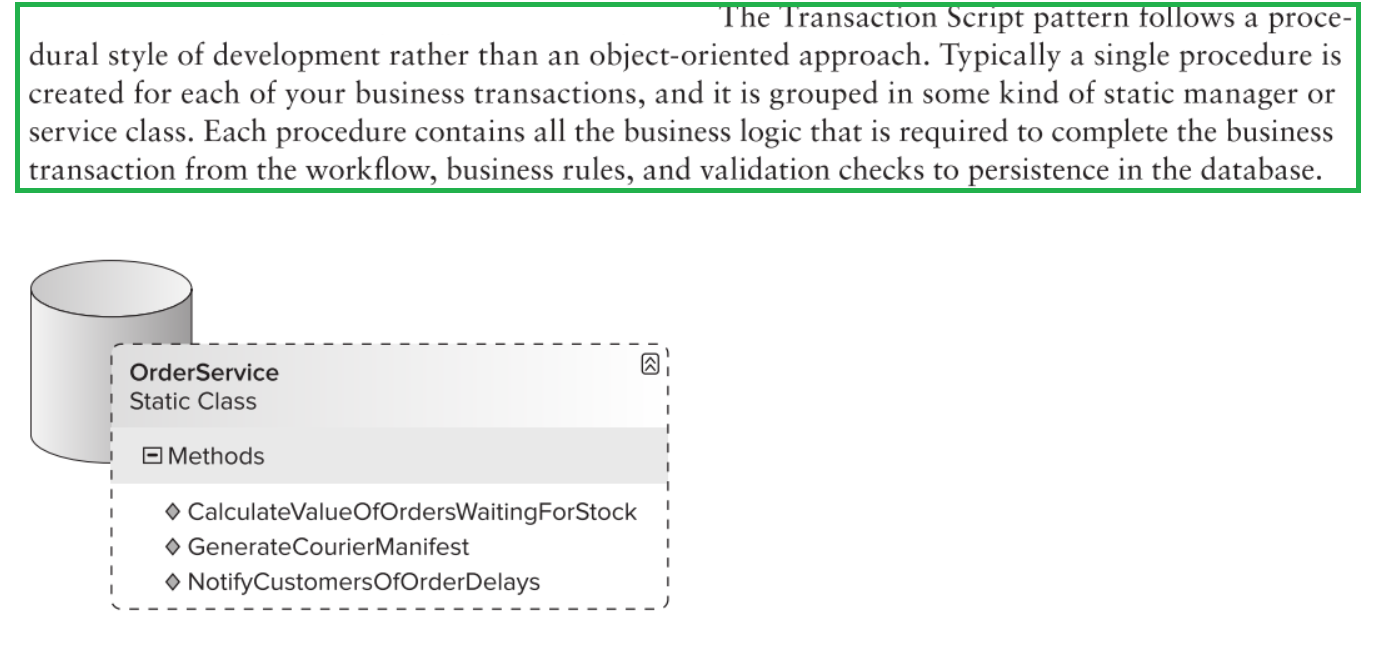 The Transaction Script pattern follows a proce-
dural style of development rather than an object-oriented approach. Typically a single procedure is
created for each of your business transactions, and it is grouped in some kind of static manager or
service class. Each procedure contains all the business logic that is required to complete the business
transaction from the workflow, business rules, and validation checks to persistence in the database.
OrderService
Static Class
Methods
CalculateValueOfOrdersWaitingForStock
GenerateCourierManifest
NotifyCustomersOfOrderDelays